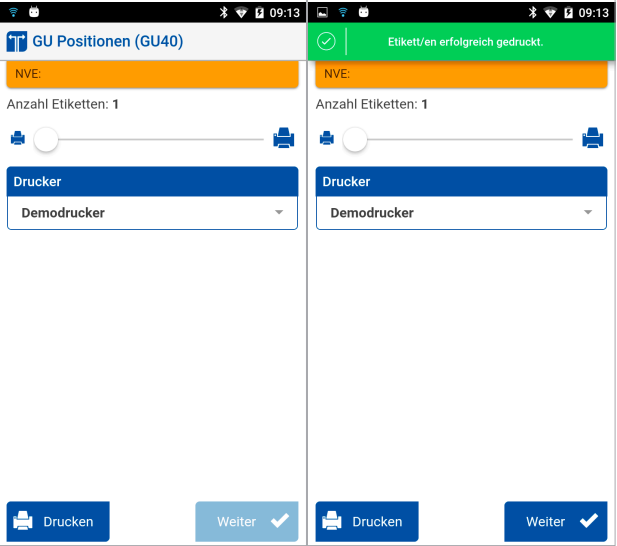 09:13
GU Positionen (GU40)
NVE:
Anzahl Etiketten: 1
Drucker
Demodrucker
Drucken
Weiter
09:13
Etikett/en erfolgreich gedruckt.
NVE:
Anzahl Etiketten: 1
Drucker
Demodrucker
Drucken
Weiter